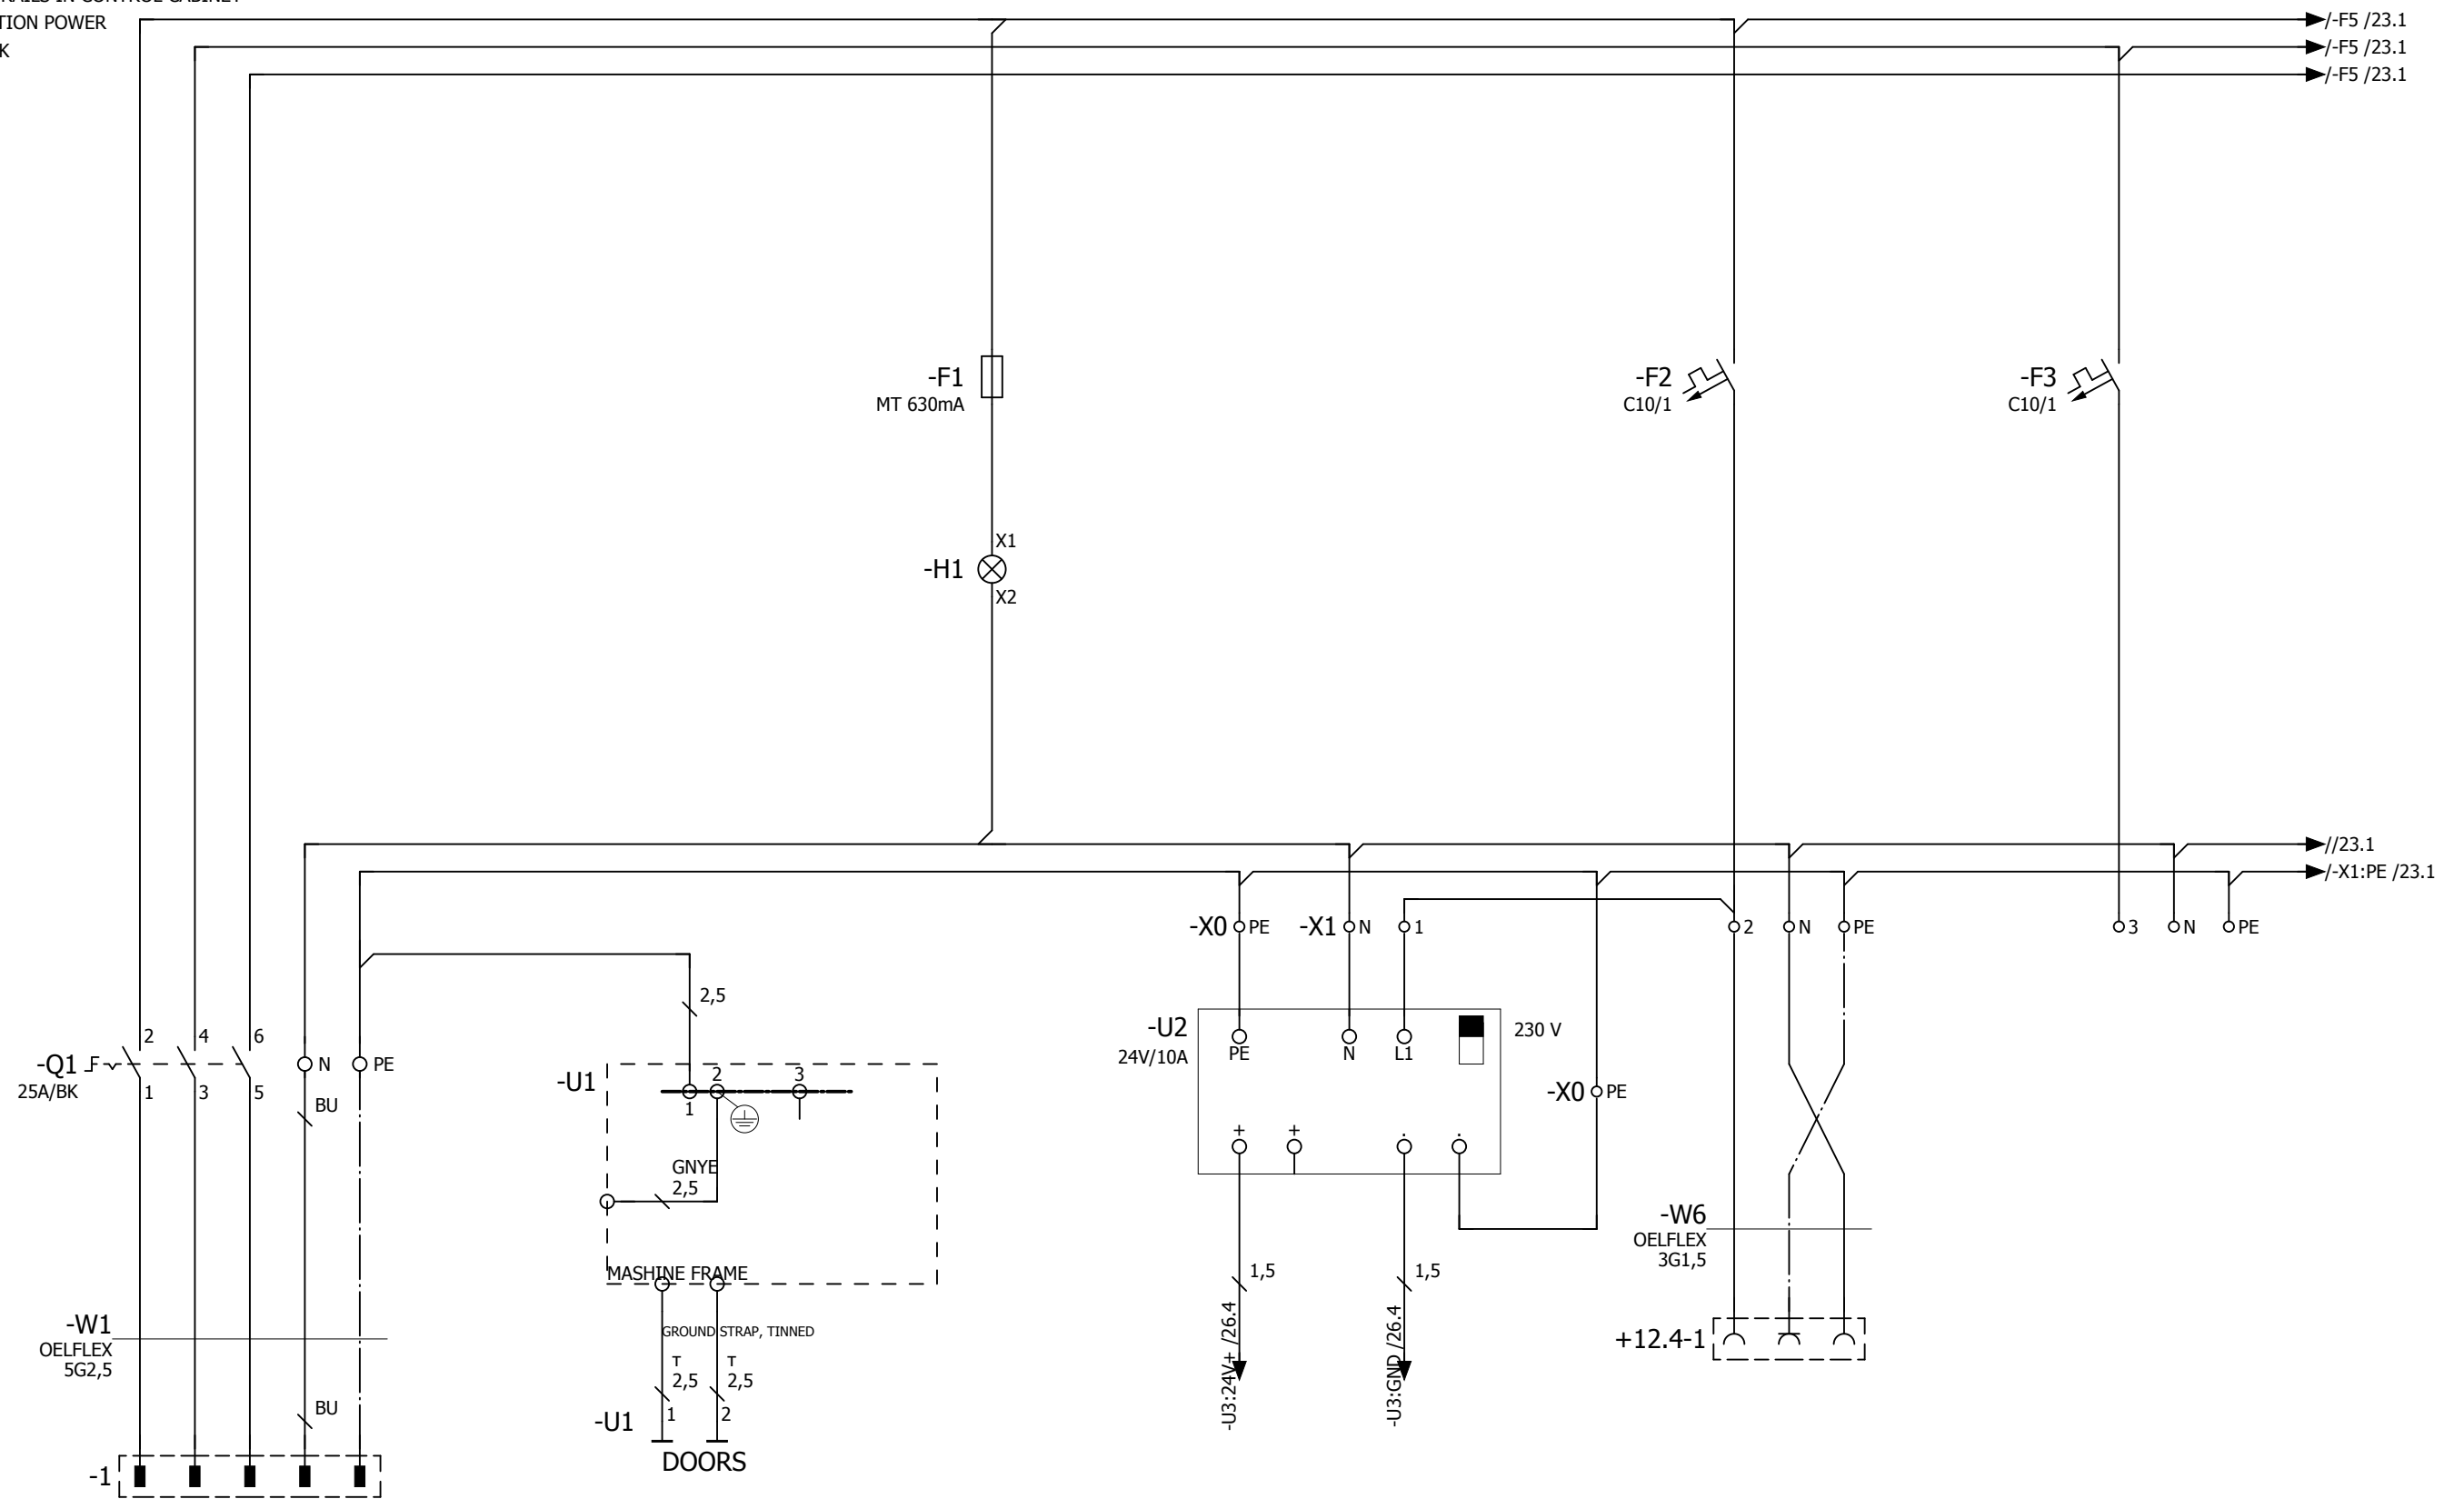 TION POWER
K
/-F5 /23.1
/-F5 /23.1
/-F5 /23.1
-F1
MT 630mA
-F2
C10/1
-F3
C10/1
X1
-H1
X2
//23.1
/-X1:PE /23.1
-X0 PE
-X1 N
1
2
N
PE
3
N
PE
2,5
2
4
6
-Q1
25A/BK
N
PE
1
3
5
BU
-U1
2
3
1
GNYE
2,5
MASHINE FRAME
-U2
24V/10A
PE
N
L1
230 V
-X0 PE
+
+
.
.
1,5
1,5
-U3:24V+ /26.4
-U3:GND /26.4
-W6
OELFLEX
3G1,5
+12.4-1
-W1
OELFLEX
5G2,5
GROUND STRAP, TINNED
T
2,5
T
2,5
1
2
-U1
DOORS
BU
-1